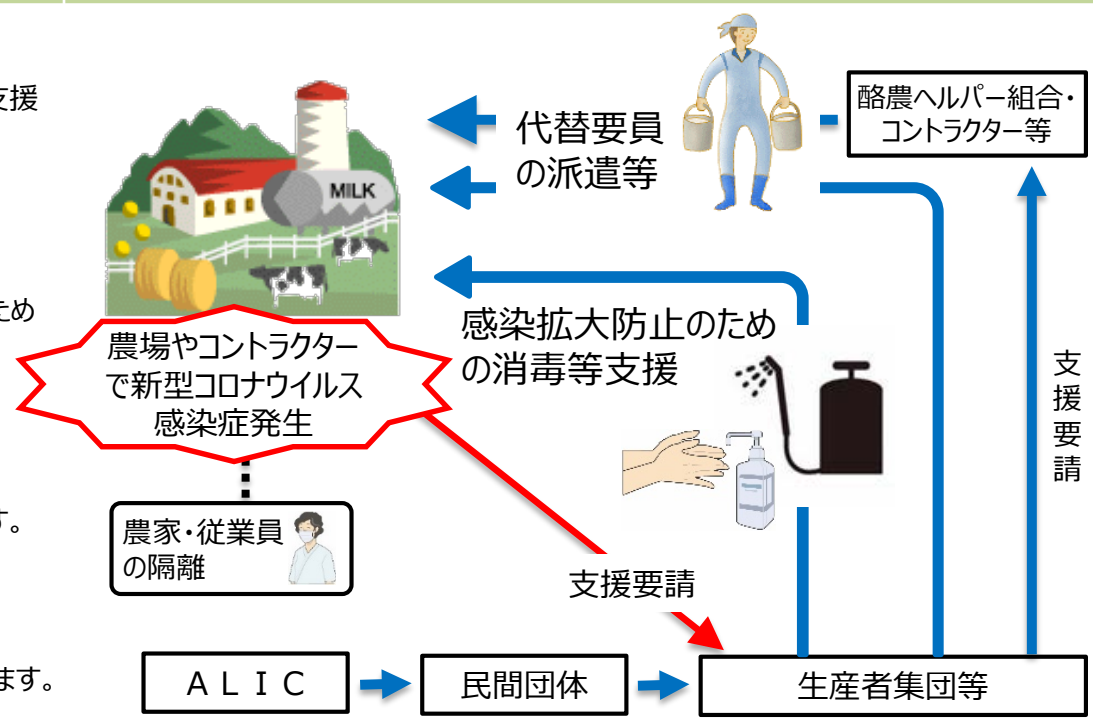 支援
ため
す。
ます。
酪農ヘルパー組合・
コントラクター等
代替要員
の派遣等
MILK
感染拡大防止のため
の消毒等支援
農場やコントラクター
で新型コロナウイルス
感染症発生
支援要請
農家・従業員
の隔離
支援要請
ALIC
民間団体
生産者集団等